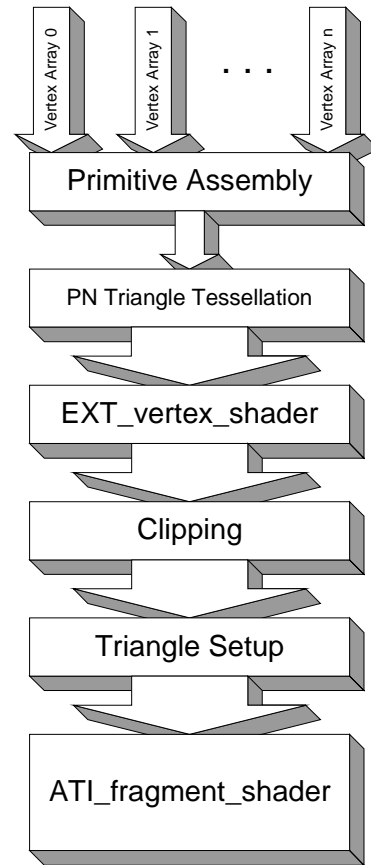 Vertex Array 0
Vertex Array 1
. . .
Vertex Array n
Primitive Assembly
PN Triangle Tessellation
EXT_vertex_shader
Clipping
Triangle Setup
ATI_fragment_shader